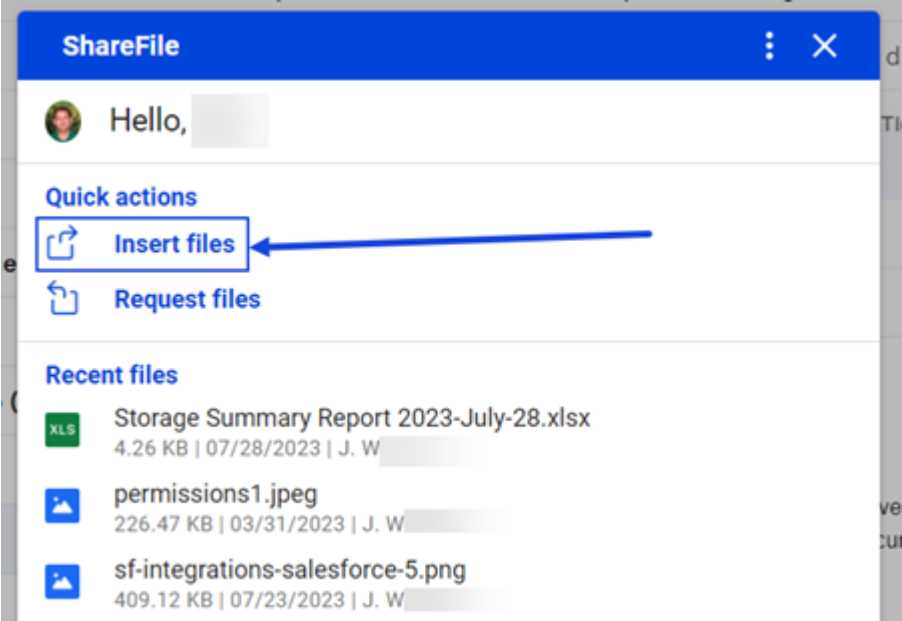 ShareFile
Hello,
Quick actions
Insert files
Request files
Recent files
XLS
Storage Summary Report 2023-July-28.xlsx
4.26 KB | 07/28/2023 | J. W
permissions1.jpeg
226.47 KB | 03/31/2023 | J. W
sf-integrations-salesforce-5.png
409.12 KB | 07/23/2023 | J. W